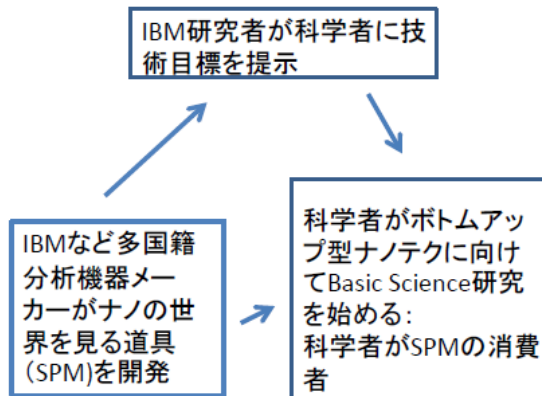 IBM研究者が科学者に技
術目標を提示
IBMなど多国籍
分析機器メー
カーがナノの世
界を見る道具
（SPM)を開発
科学者がボトムアッ
プ型ナノテクに向け
てBasic Science研究
を始める：
科学者がSPMの消費
者